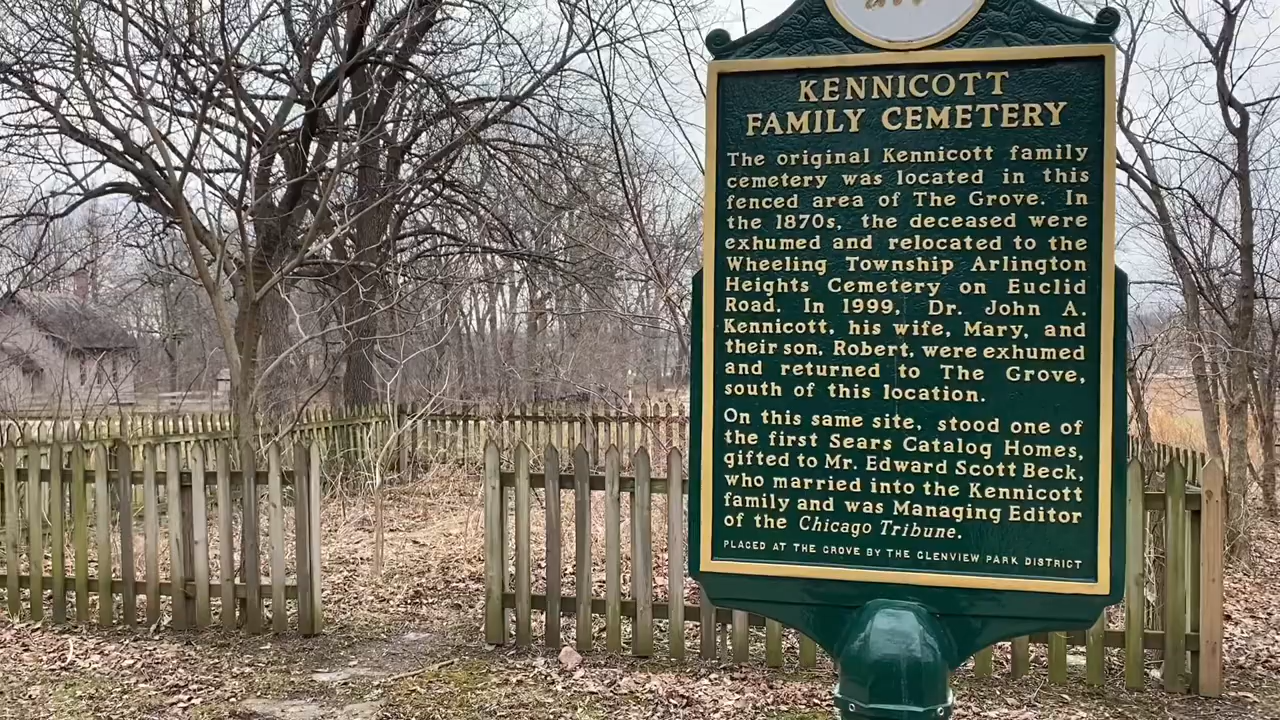 KENNICOTT
FAMILY CEMETERY
The original Kennicott family
cemetery was located in this
fenced area of The Grove. In
the 1870s, the deceased were
exhumed and relocated to the
Wheeling Township Arlington
Heights Cemetery on Euclid
Road. In 1999, Dr. John A.
Kennicott, his wife, Mary, and
their son, Robert, were exhumed
and returned to The Grove,
south of this location.
On this same site, stood one of
the first Sears Catalog Homes,
gifted to Mr. Edward Scott Beck,
who married into the Kennicott
family and was Managing Editor
of the Chicago Tribune.
PLACED AT THE GROVE BY THE GLENVIEW PARK DISTRICT